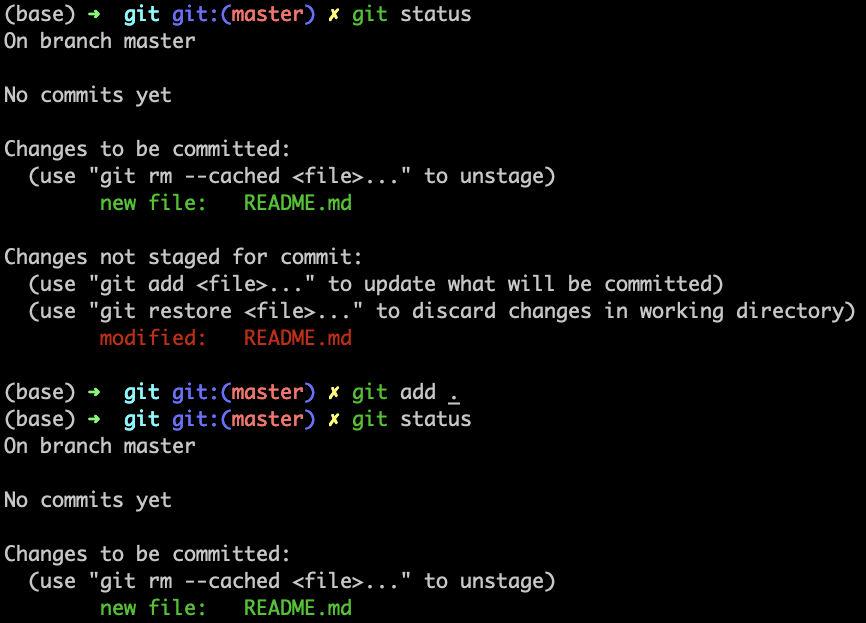 (base) ➜  git git:(master) ✗ git status
On branch master

No commits yet

Changes to be committed:
  (use "git rm --cached <file>..." to unstage)
        new file:   README.md

Changes not staged for commit:
  (use "git add <file>..." to update what will be committed)
  (use "git restore <file>..." to discard changes in working directory)
        modified:   README.md

(base) ➜  git git:(master) ✗ git add .
(base) ➜  git git:(master) ✗ git status
On branch master

No commits yet

Changes to be committed:
  (use "git rm --cached <file>..." to unstage)
        new file:   README.md